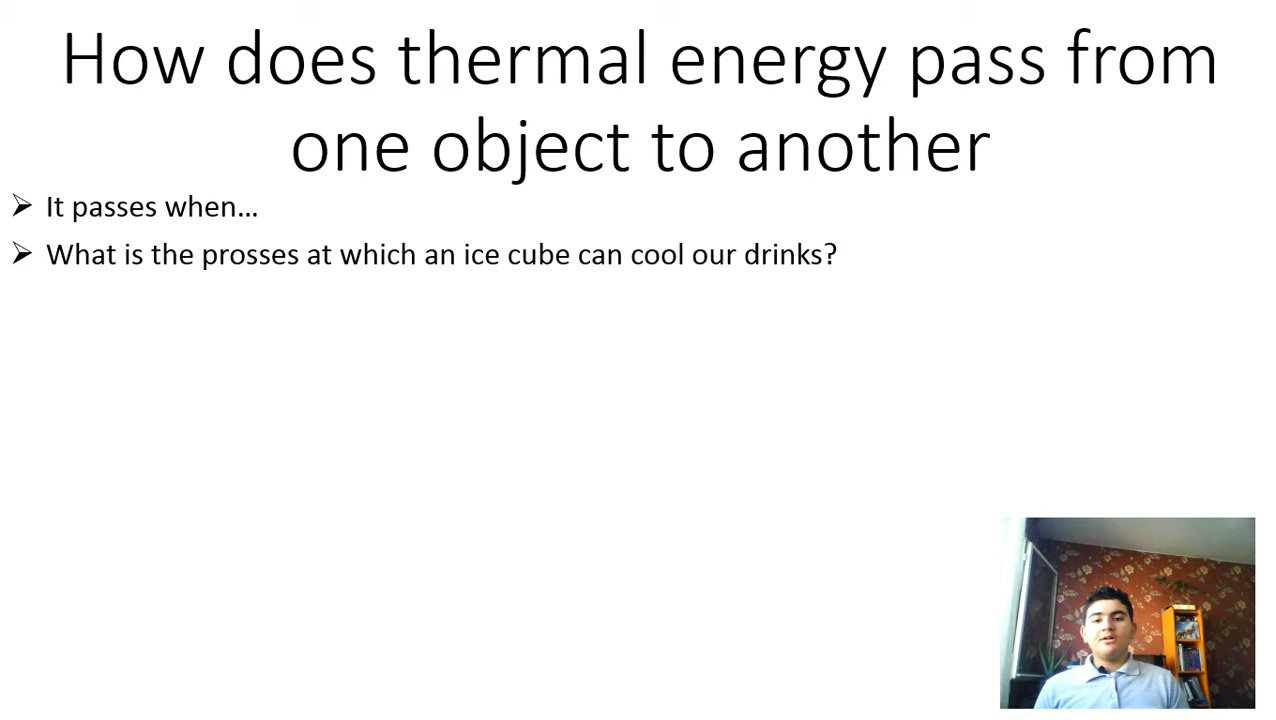 How does thermal energy pass from
one object to another
It passes when…
What is the prosses at which an ice cube can cool our drinks?